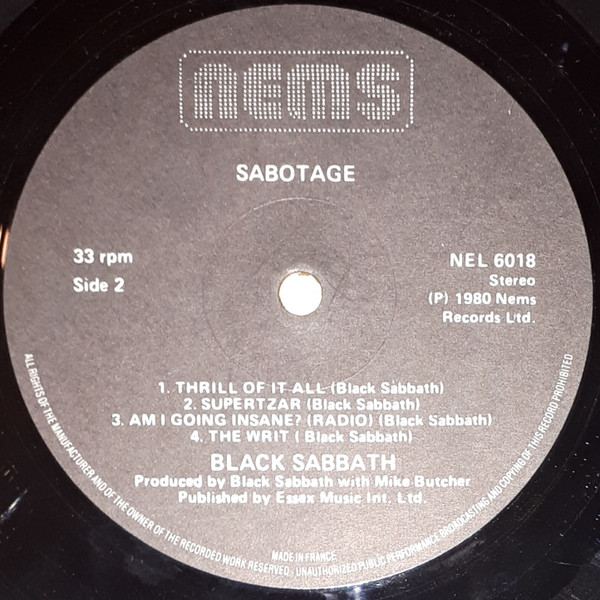 nems
SABOTAGE
33 rpm
Side 2
NEL 6018
Stereo
(P) 1980 Nems
Records Ltd.
1. THRILL OF IT ALL (Black Sabbath)
2. SUPERTZAR (Black Sabbath)
3. AM I GOING INSANE? (RADIO) (Black Sabbath)
4. THE WRIT ( Black Sabbath)
BLACK SABBATH
Produced by Black Sabbath with Mike Butcher
Published by Essex Music Int. Ltd.
MADE IN FRANCE
ALL RIGHTS OF THE MANUFACTURER AND OF THE OWNER OF THE RECORDED WORK RESERVED - UNAUTHORIZED PUBLIC PERFORMANCE BROADCASTING AND COPYING OF THIS RECORD PROHIBITED